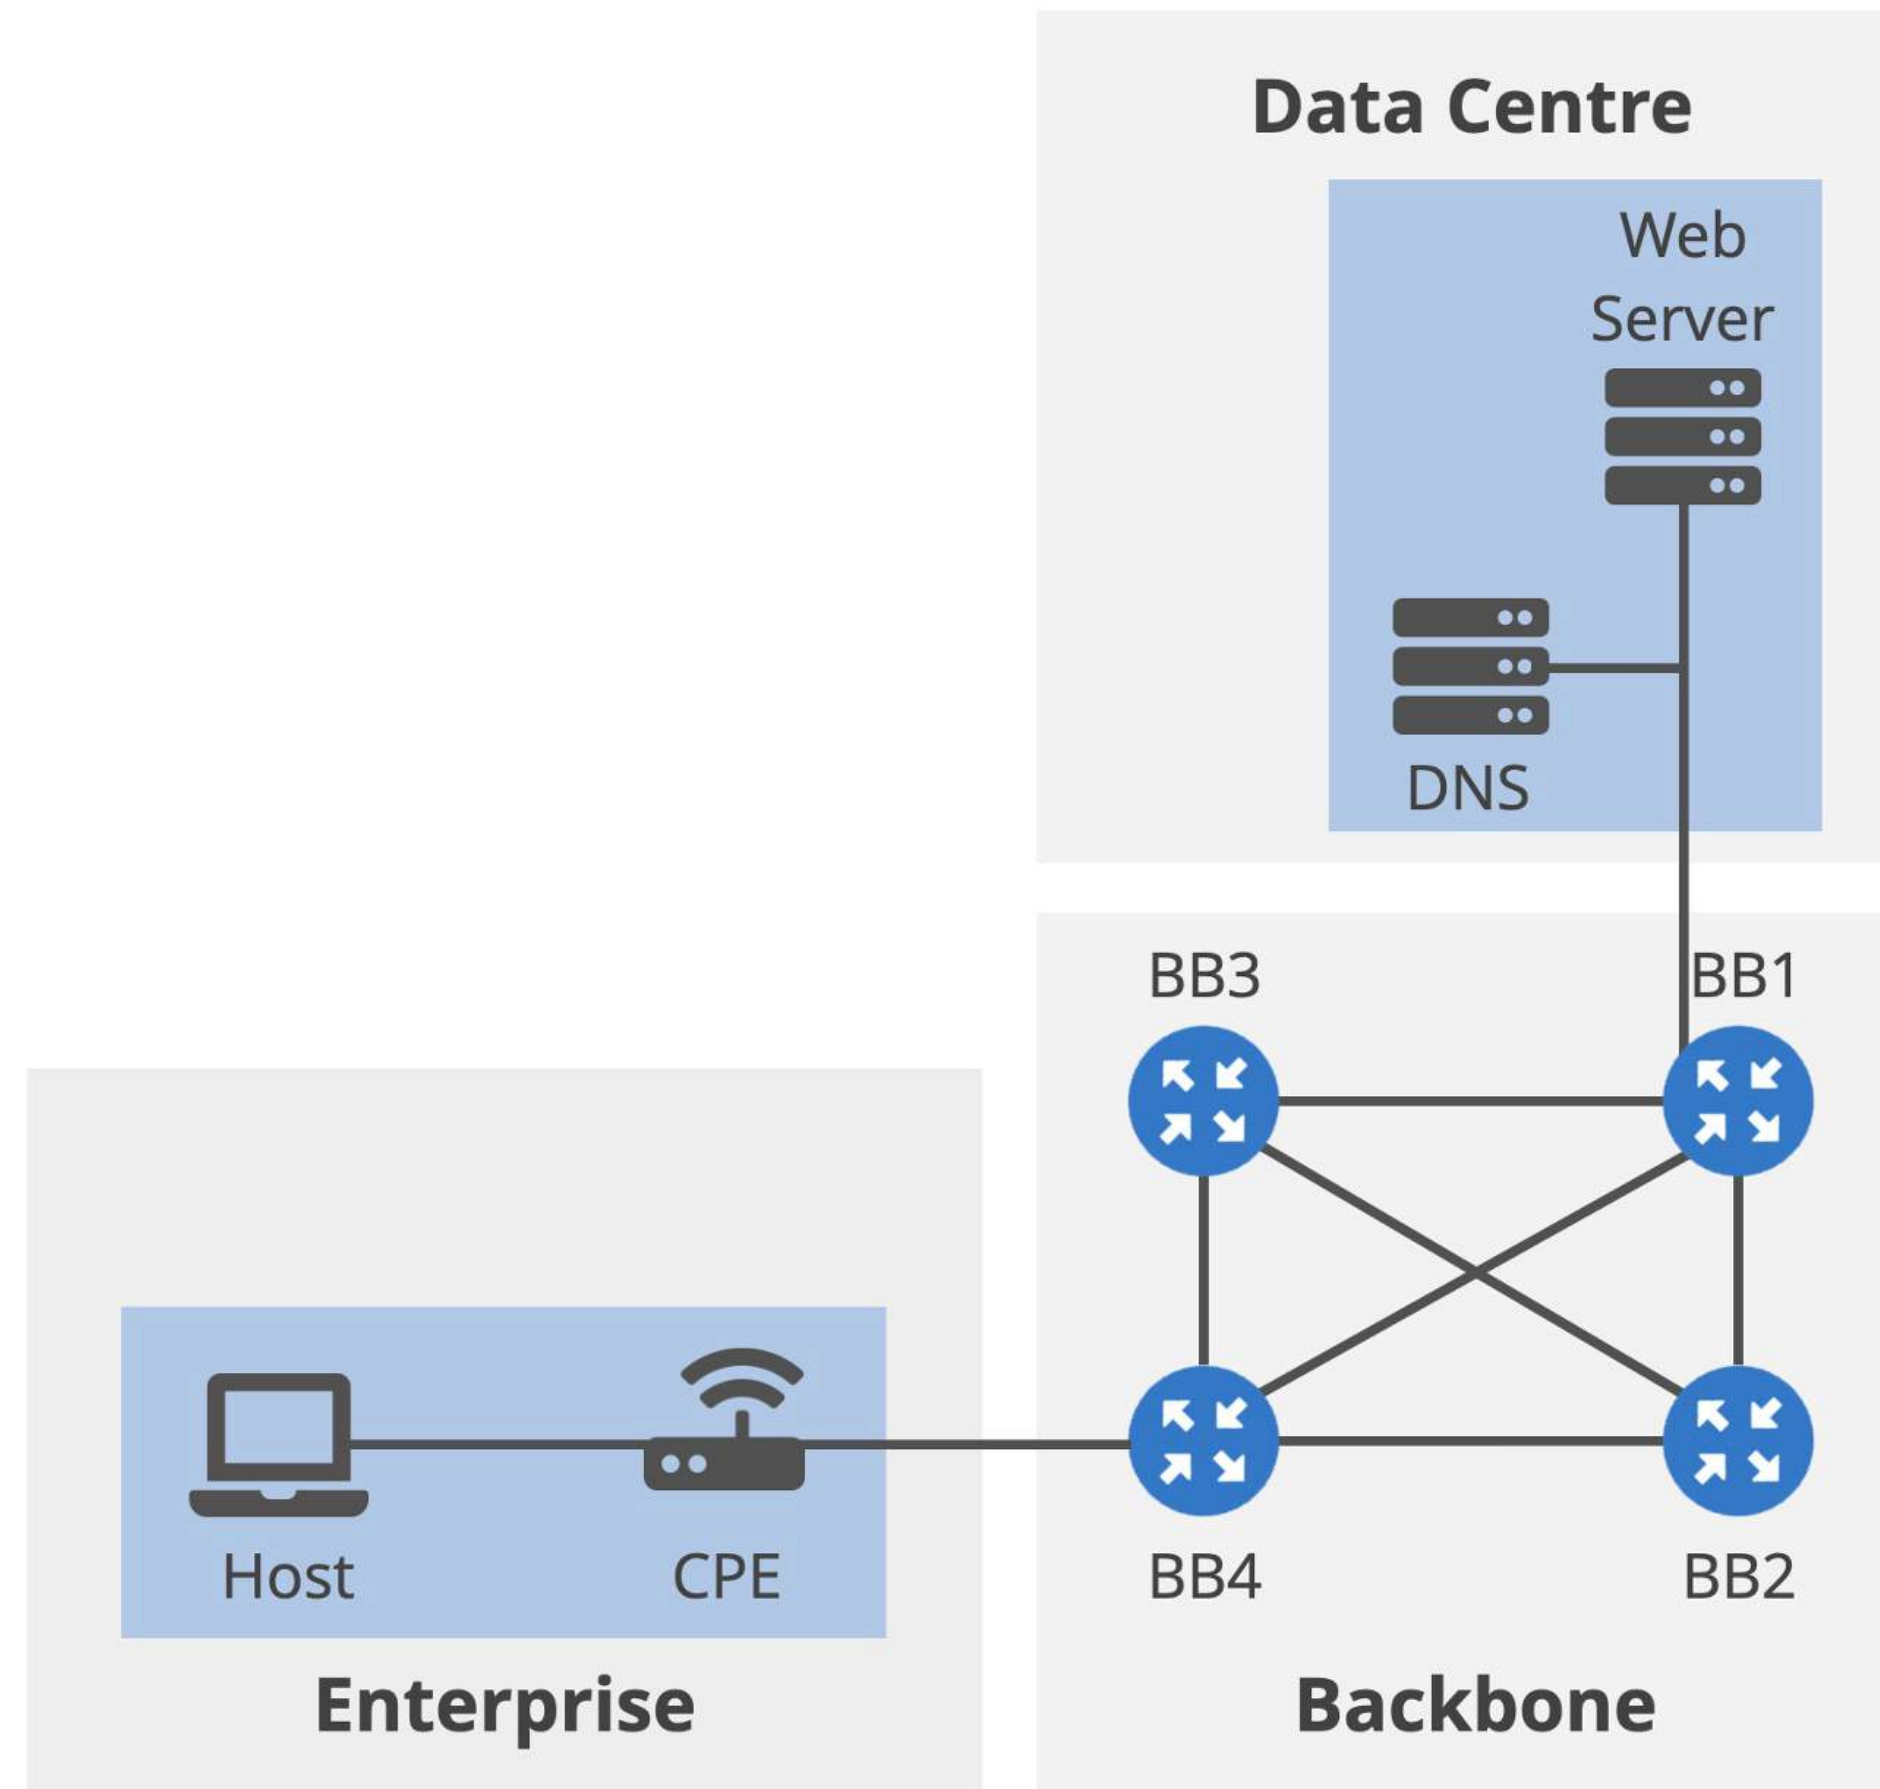 Data Centre
Web
Server
DNS
BB3
BB1
Host
CPE
BB4
BB2
Enterprise
Backbone